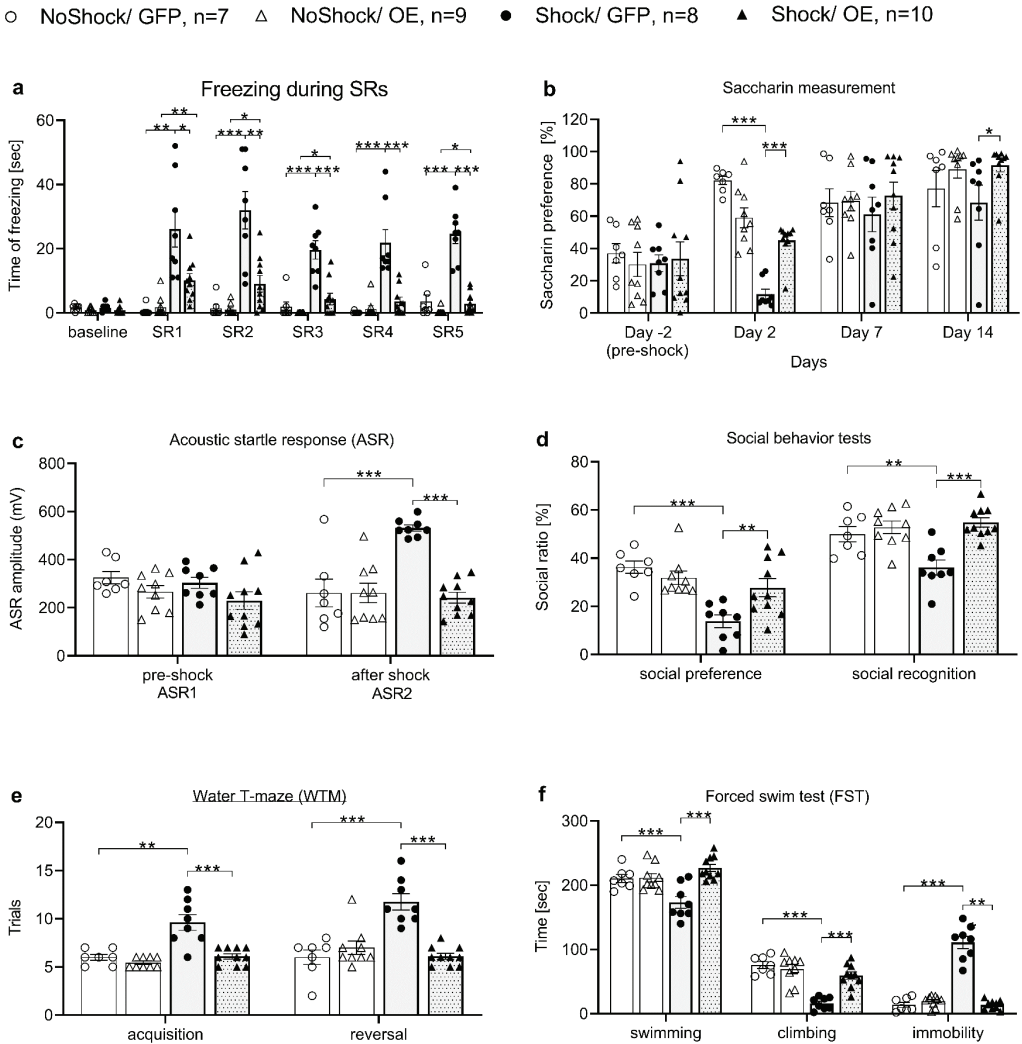 ○ NoShock/ GFP, n=7 △ NoShock/ OE, n=9 ● Shock/ GFP, n=8 ▲ Shock/ OE, n=10
a Freezing during SRs
Time of freezing [sec]
60
40
20
0
** 
** *
*
*** **
*
*** ***
*** ***
*
*** ***
baseline SR1 SR2 SR3 SR4 SR5
b Saccharin measurement
Saccharin preference [%]
120
100
80
60
40
20
0
***
***
*
Day -2 Day 2 Day 7 Day 14
(pre-shock)
Days
c Acoustic startle response (ASR)
ASR amplitude (mV)
800
600
400
200
0
***
***
pre-shock after shock
ASR1 ASR2
d Social behavior tests
Social ratio [%]
80
60
40
20
0
***
**
**
***
social preference social recognition
e Water T-maze (WTM)
Trials
20
15
10
5
0
**
***
***
***
acquisition reversal
f Forced swim test (FST)
Time [sec]
300
200
100
0
***
***
***
***
***
**
swimming climbing immobility